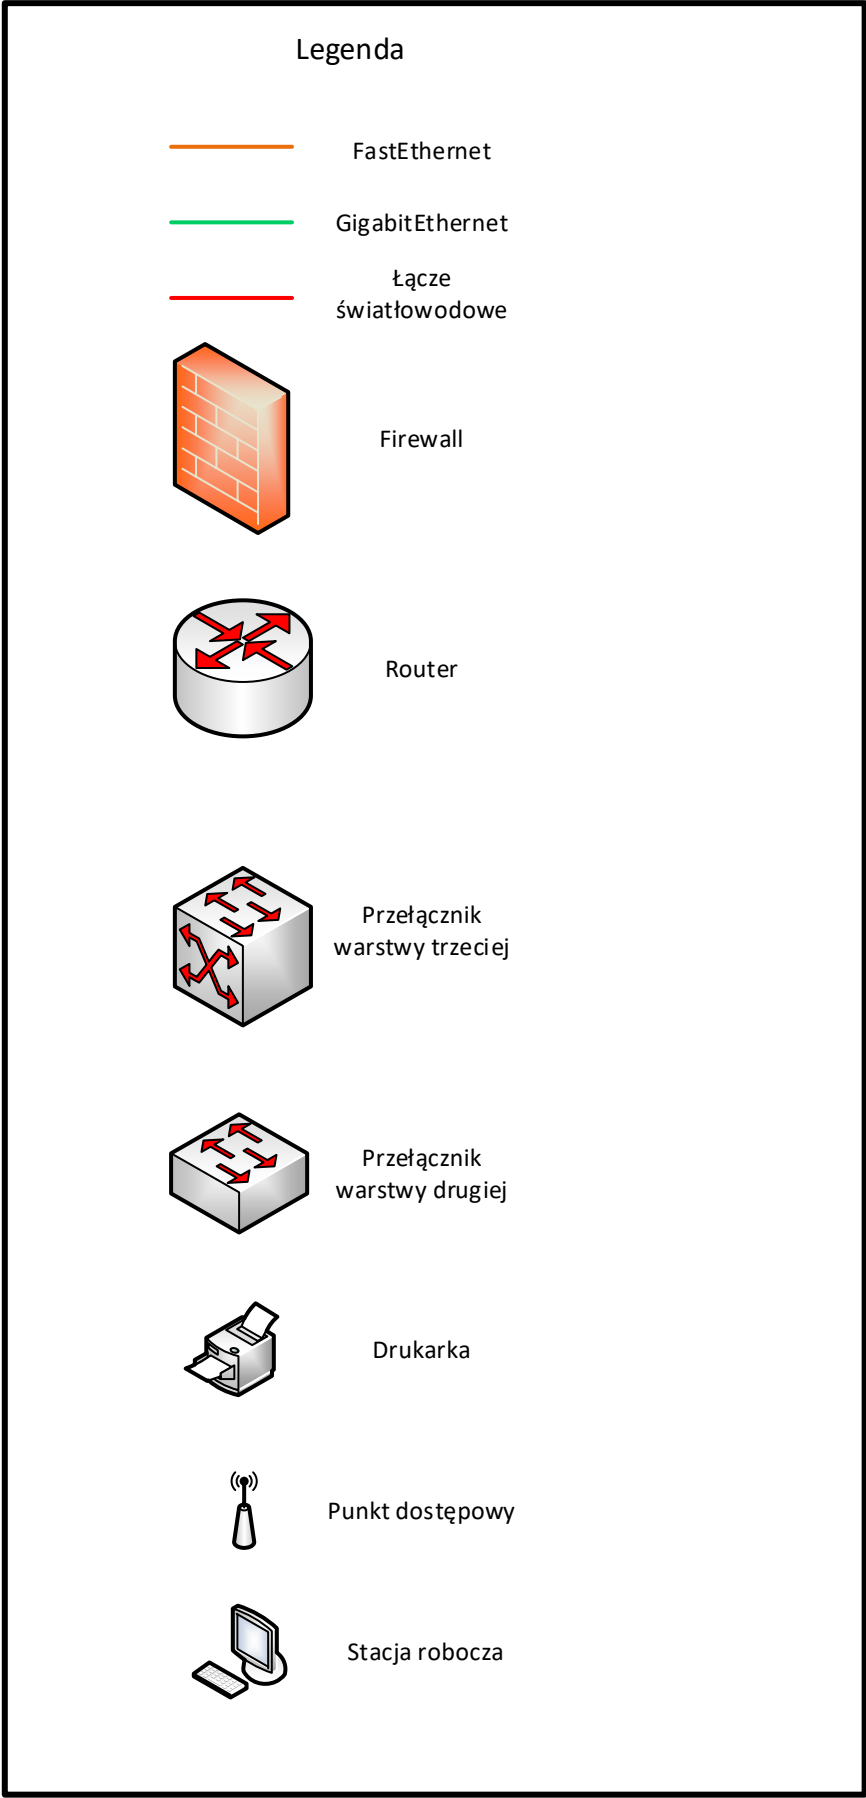 Legenda
FastEthernet
GigabitEthernet
Łącze
światłowodowe
Firewall
Router
Przełącznik
warstwy trzeciej
Przełącznik
warstwy drugiej
Drukarka
Punkt dostępowy
Stacja robocza